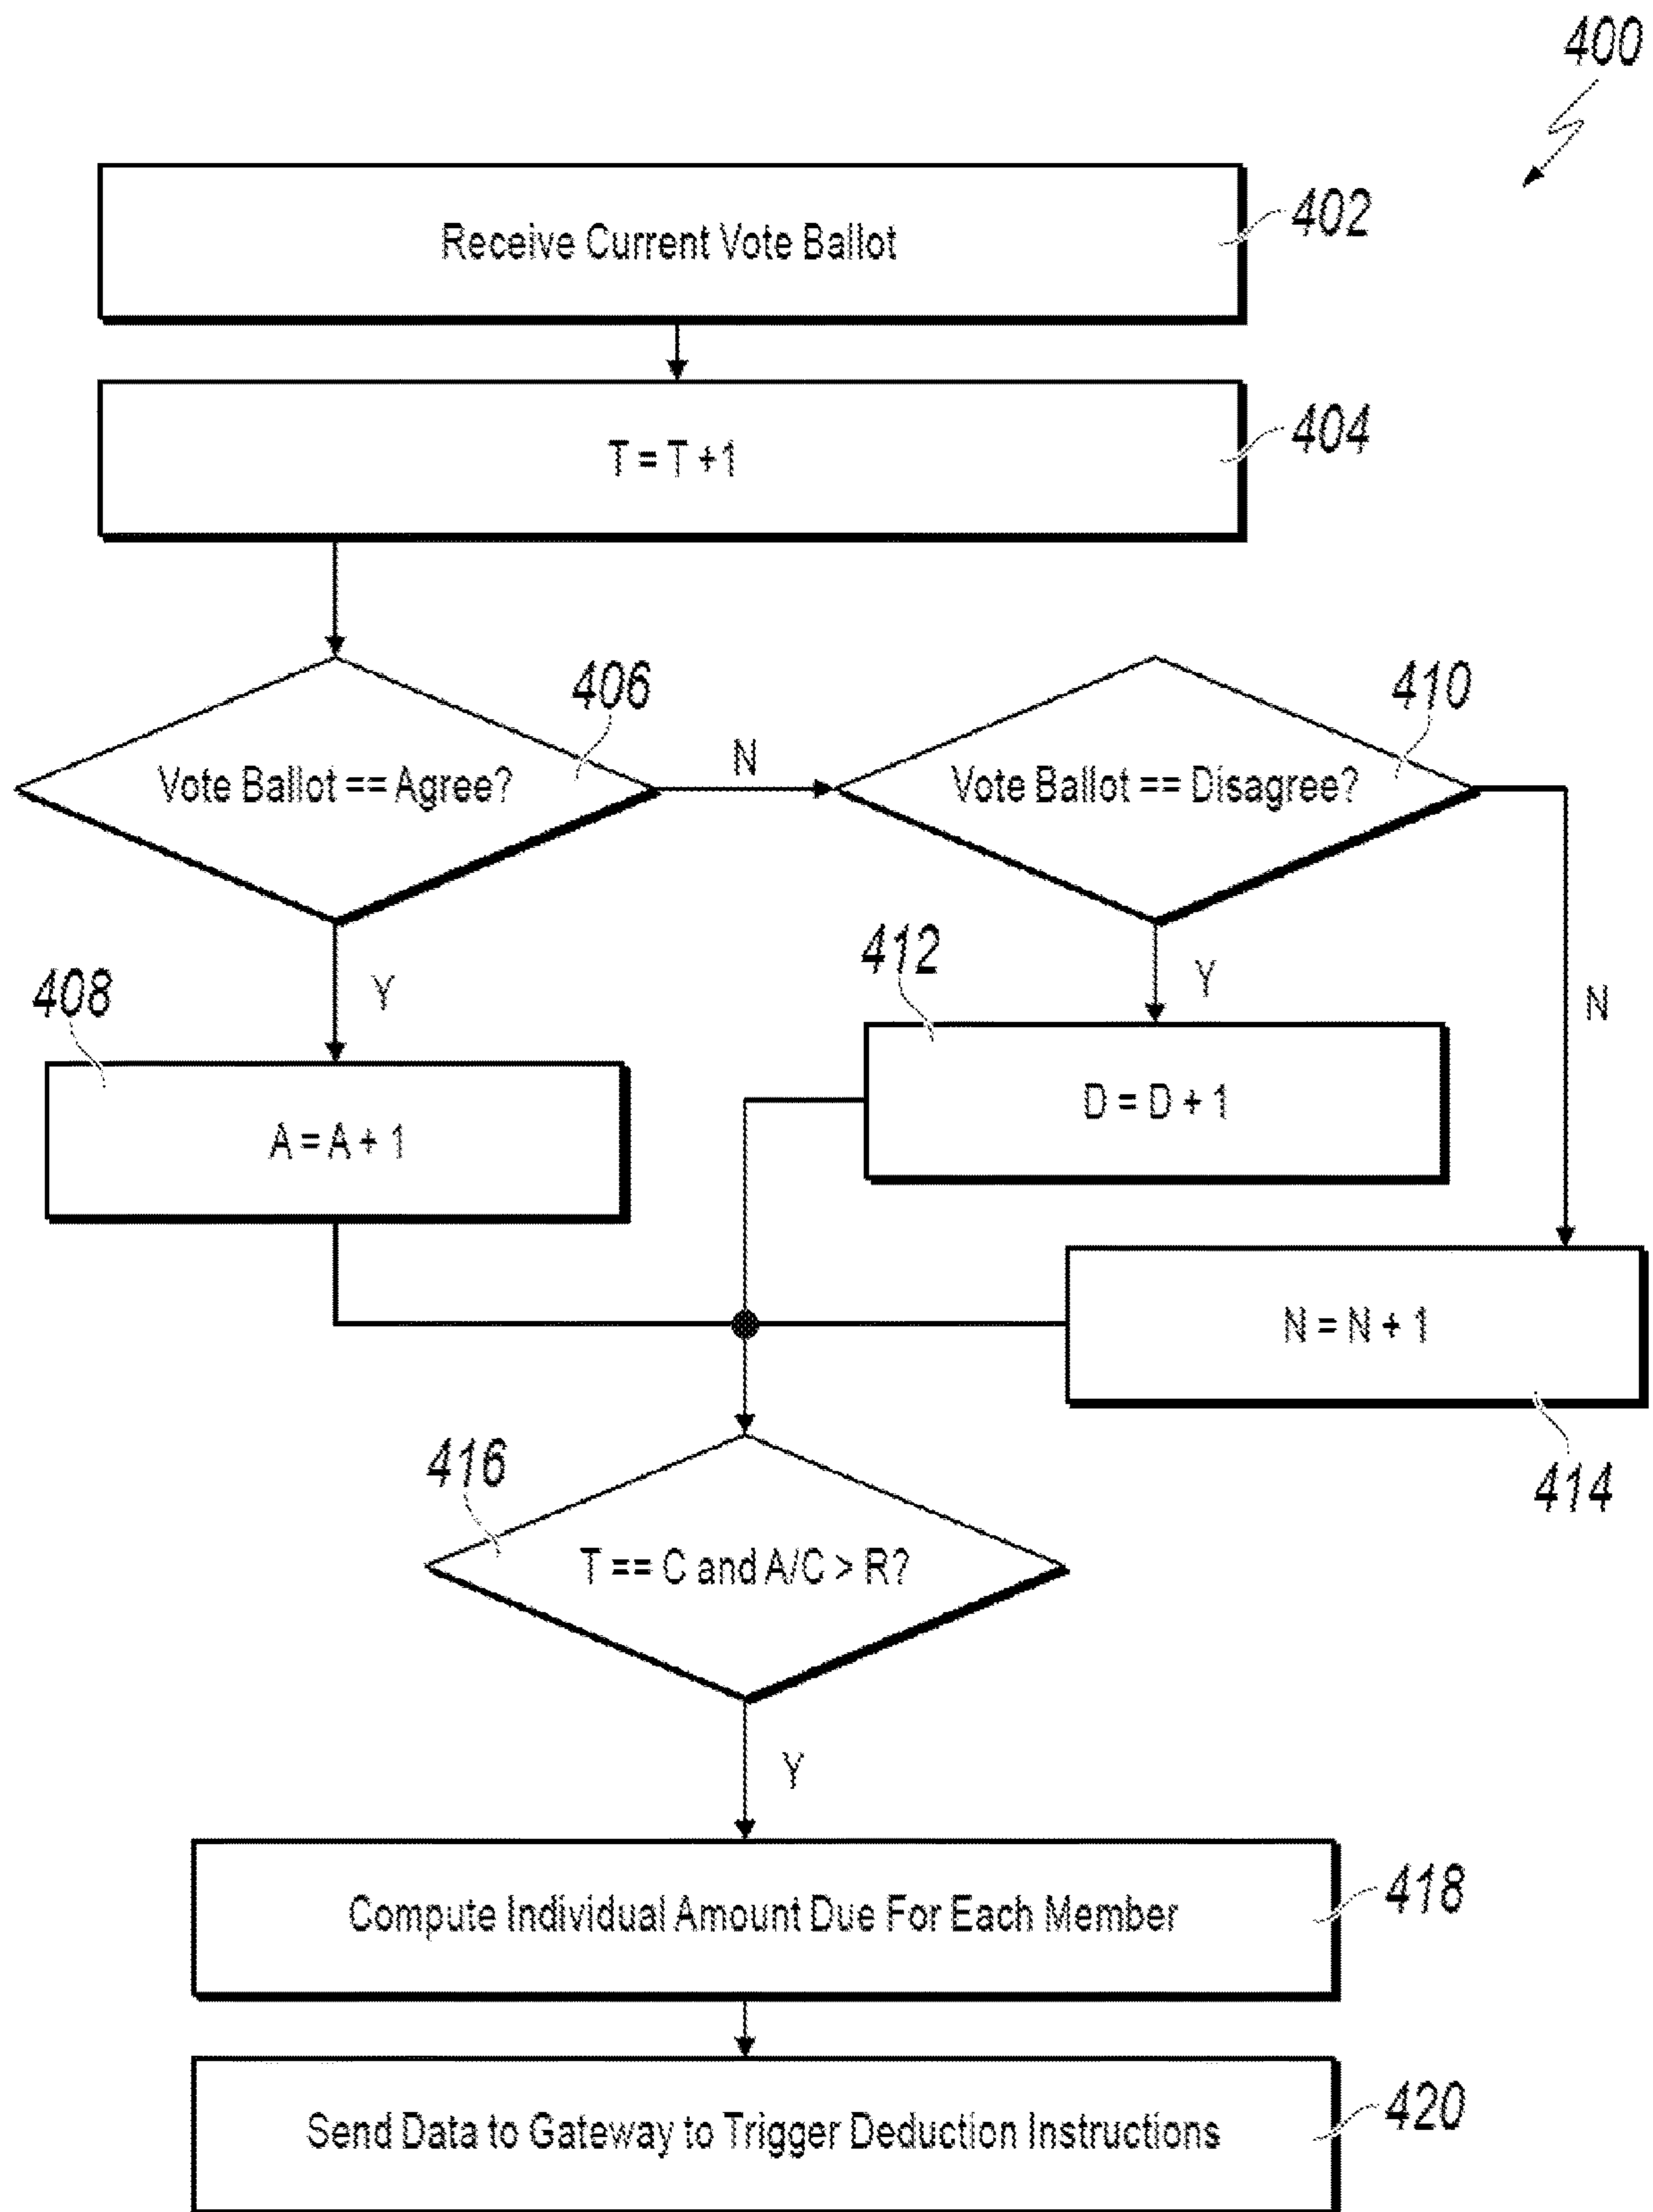 400
Receive Current Vote Ballot
402
T = T +1
404
406
410
Vote Ballot == Agree?
N
Vote Ballot == Disagree?
412
408
Y
Y
N
D = D + 1
A = A + 1
N = N + 1
416
414
T == C and A/C > R?
Y
Compute Individual Amount Due For Each Member
418
Send Data to Gateway to Trigger Deduction Instructions
420